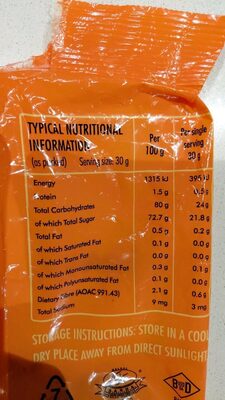 TYPICAL NUTRITIONAL
INFORMATION
(as packed) Serving size: 30 g
Per
100 g
Per single
serving
30 g
Energy 1315 kJ 395 kJ
Protein 1.5 g 0.5 g
Total Carbohydrates 80 g 24 g
of which Total Sugar 72.7 g 21.8 g
Total Fat 0.5 g 0.2 g
of which Saturated Fat 0.1 g 0.0 g
of which Trans Fat 0.0 g 0.0 g
of which Monounsaturated Fat 0.3 g 0.1 g
of which Polyunsaturated Fat 0.1 g 0.0 g
Dietary Fibre (AOAC 991.43) 2.1 g 0.6 g
Total Sodium 9 mg 3 mg
STORAGE INSTRUCTIONS: STORE IN A COOL
DRY PLACE AWAY FROM DIRECT SUNLIGHT
7
HALAAL